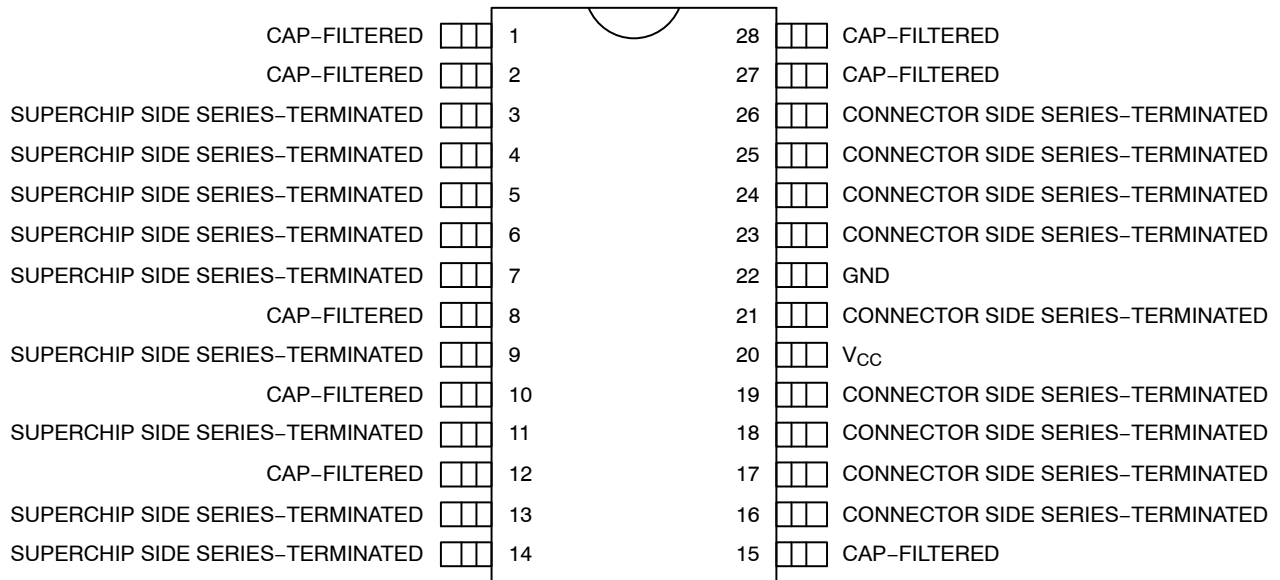 CAP–FILTERED 1 28 CAP–FILTERED
CAP–FILTERED 2 27 CAP–FILTERED
SUPERCHIP SIDE SERIES–TERMINATED 3 26 CONNECTOR SIDE SERIES–TERMINATED
SUPERCHIP SIDE SERIES–TERMINATED 4 25 CONNECTOR SIDE SERIES–TERMINATED
SUPERCHIP SIDE SERIES–TERMINATED 5 24 CONNECTOR SIDE SERIES–TERMINATED
SUPERCHIP SIDE SERIES–TERMINATED 6 23 CONNECTOR SIDE SERIES–TERMINATED
SUPERCHIP SIDE SERIES–TERMINATED 7 22 GND
CAP–FILTERED 8 21 CONNECTOR SIDE SERIES–TERMINATED
SUPERCHIP SIDE SERIES–TERMINATED 9 20 VCC
CAP–FILTERED 10 19 CONNECTOR SIDE SERIES–TERMINATED
SUPERCHIP SIDE SERIES–TERMINATED 11 18 CONNECTOR SIDE SERIES–TERMINATED
CAP–FILTERED 12 17 CONNECTOR SIDE SERIES–TERMINATED
SUPERCHIP SIDE SERIES–TERMINATED 13 16 CONNECTOR SIDE SERIES–TERMINATED
SUPERCHIP SIDE SERIES–TERMINATED 14 15 CAP–FILTERED